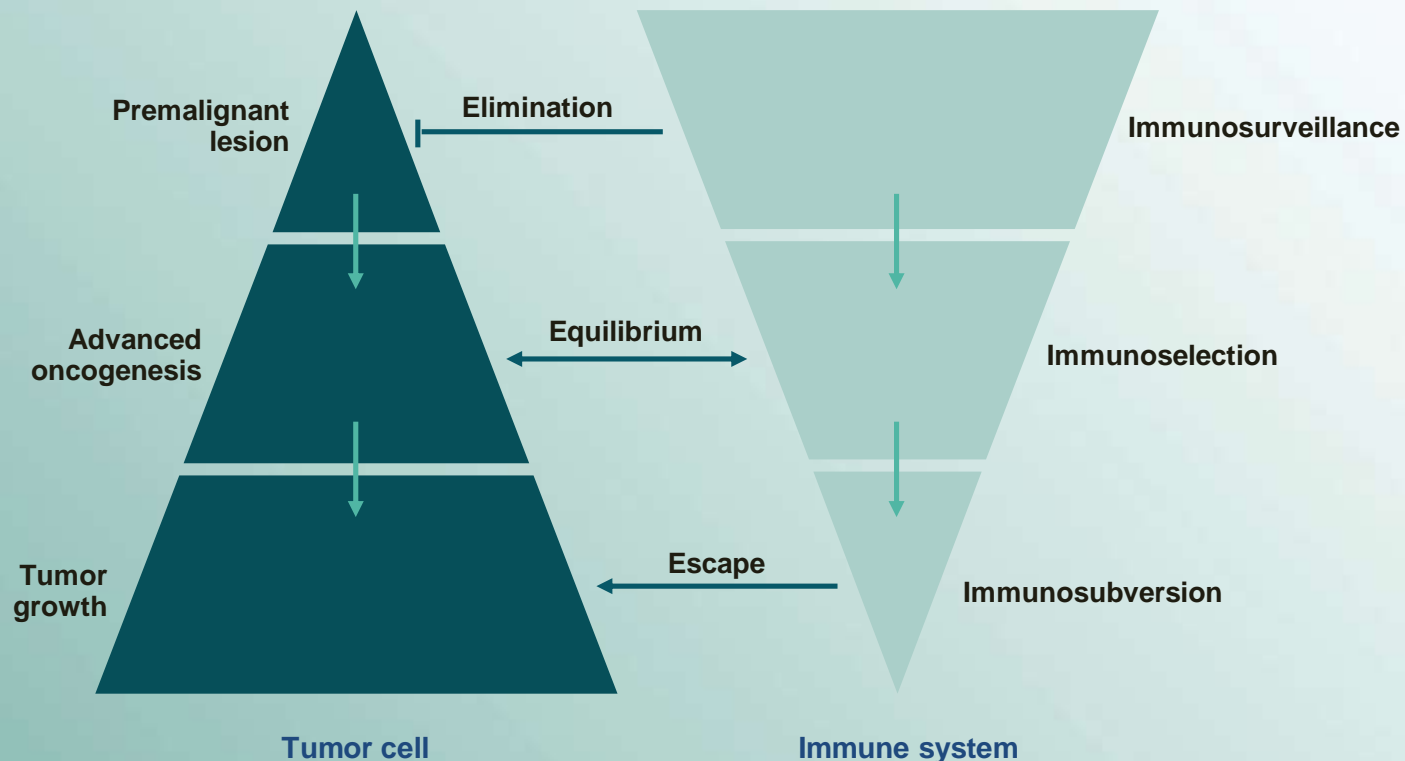 Premalignant
lesion
Elimination
Immunosurveillance
Advanced
oncogenesis
Equilibrium
Immunoselection
Tumor
growth
Escape
Immunosubversion
Tumor cell
Immune system